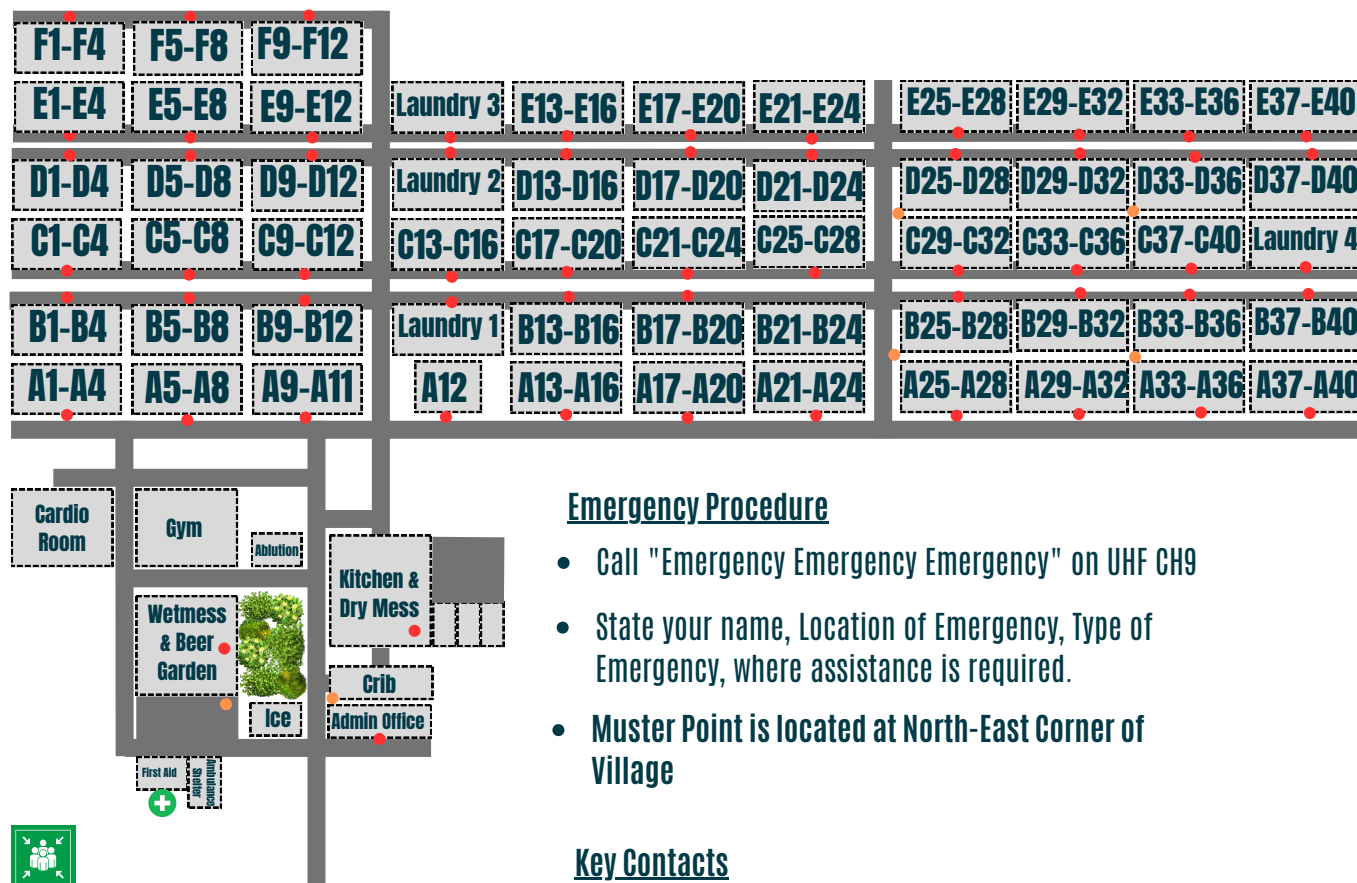 F1-F4 F5-F8 F9-F12
E1-E4 E5-E8 E9-E12 Laundry 3 E13-E16 E17-E20 E21-E24 E25-E28 E29-E32 E33-E36 E37-E40
D1-D4 D5-D8 D9-D12 Laundry 2 D13-D16 D17-D20 D21-D24 D25-D28 D29-D32 D33-D36 D37-D40
C1-C4 C5-C8 C9-C12 C13-C16 C17-C20 C21-C24 C25-C28 C29-C32 C33-C36 C37-C40 Laundry 4
B1-B4 B5-B8 B9-B12 Laundry 1 B13-B16 B17-B20 B21-B24 B25-B28 B29-B32 B33-B36 B37-B40
A1-A4 A5-A8 A9-A11 A12 A13-A16 A17-A20 A21-A24 A25-A28 A29-A32 A33-A36 A37-A40
Cardio
Room
Gym
Ablution
Kitchen &
Dry Mess
Wetmess
& Beer
Garden
Crib
Ice
Admin Office
First Aid
Ambulance
Shelter
Emergency Procedure
• Call "Emergency Emergency Emergency" on UHF CH9
• State your name, Location of Emergency, Type of
Emergency, where assistance is required.
• Muster Point is located at North-East Corner of
Village
Key Contacts